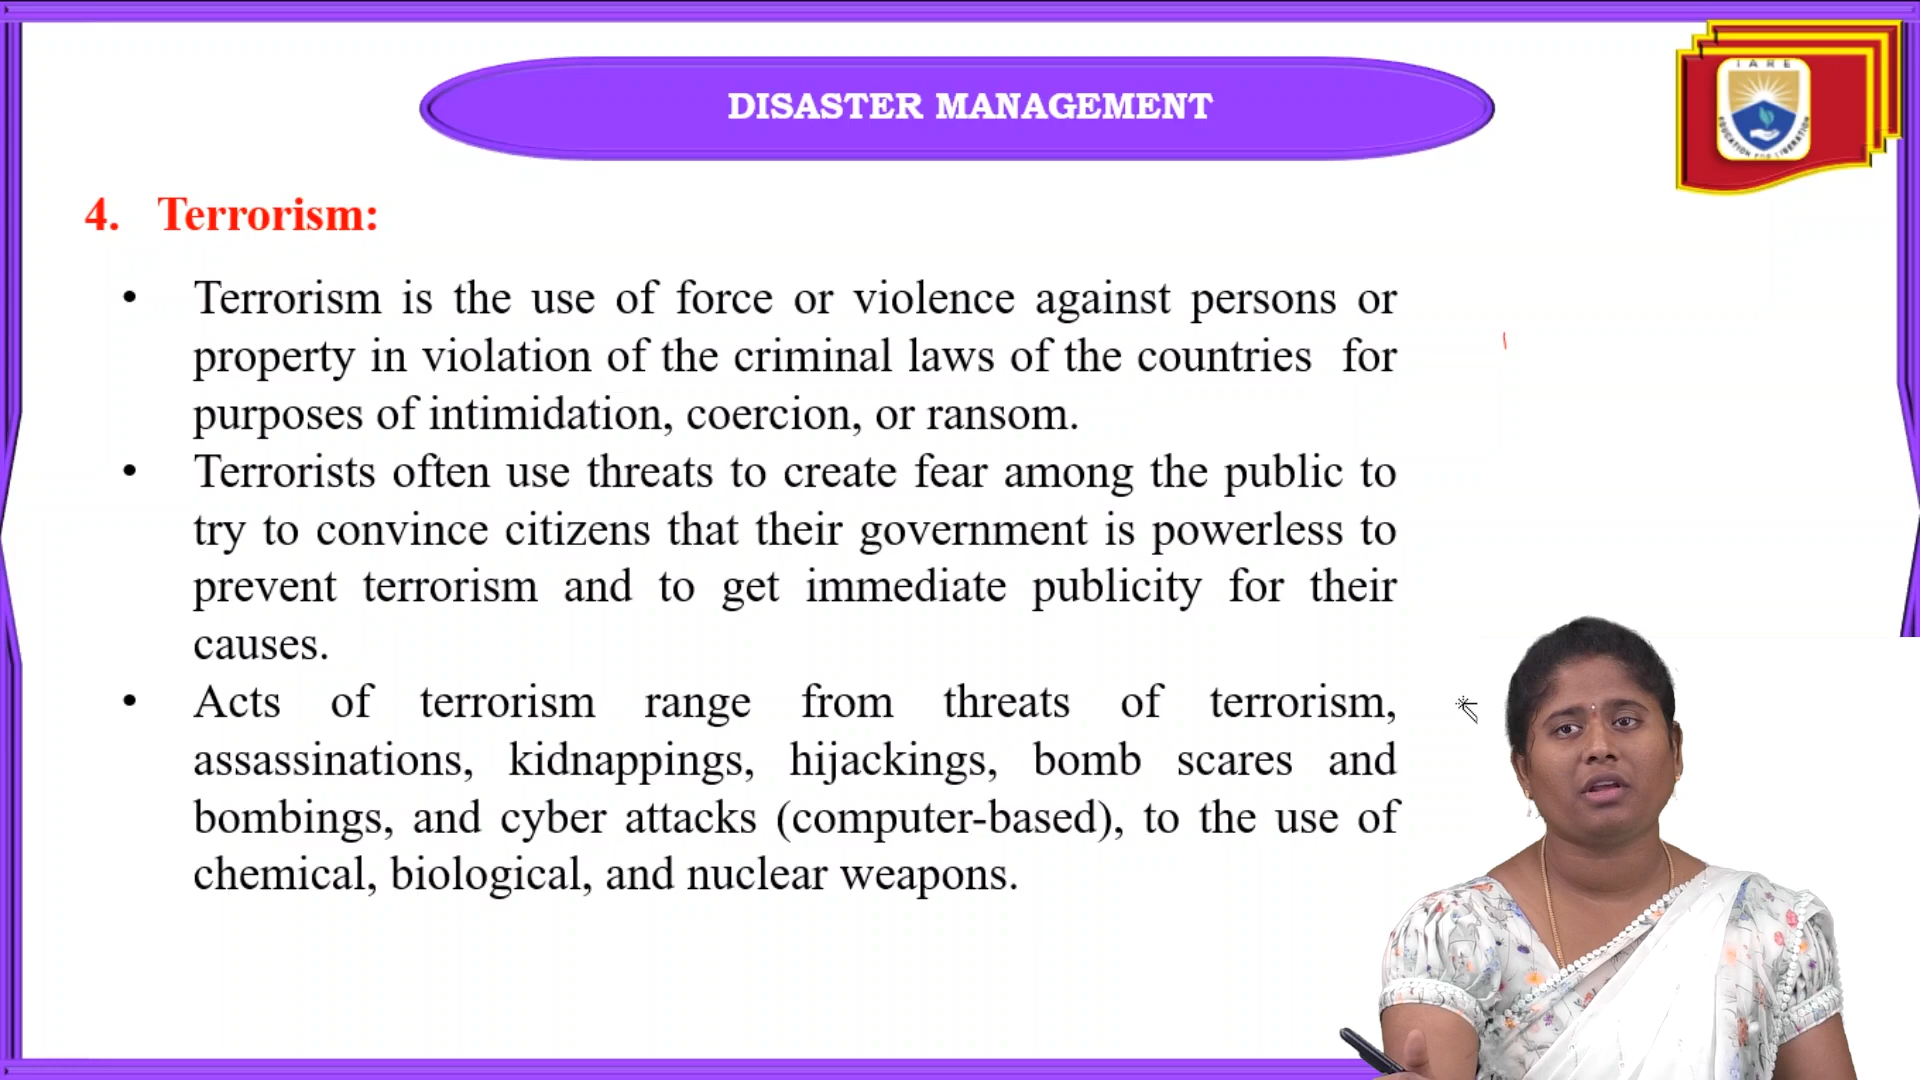 IARE
EDUCATION FOR LIBERATION
DISASTER MANAGEMENT
4. Terrorism:
• Terrorism is the use of force or violence against persons or
property in violation of the criminal laws of the countries for
purposes of intimidation, coercion, or ransom.
• Terrorists often use threats to create fear among the public to
try to convince citizens that their government is powerless to
prevent terrorism and to get immediate publicity for their
causes.
• Acts of terrorism range from threats of terrorism,
assassinations, kidnappings, hijackings, bomb scares and
bombings, and cyber attacks (computer-based), to the use of
chemical, biological, and nuclear weapons.